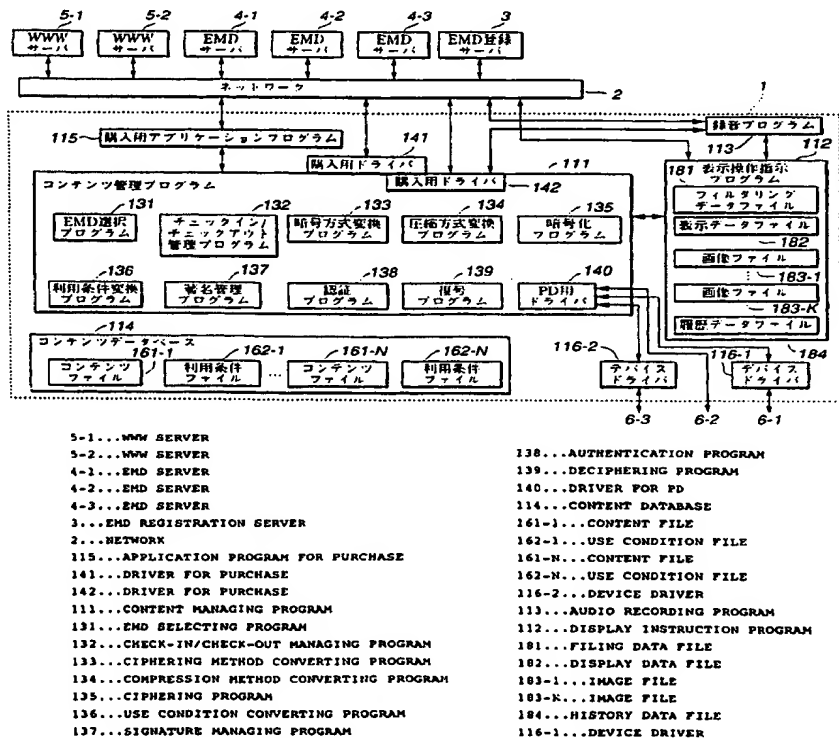 5-1
5-2
4-1
4-2
4-3
3
WWW
サーバ
WWW
サーバ
EMD
サーバ
EMD
サーバ
EMD
サーバ
EMD登録
サーバ
ネットワーク
2
1
115
購入用アプリケーションプログラム
141
購入用ドライバ
購入用ドライバ
142
111
録音プログラム
113
112
コンテンツ管理プログラム
131
EMD選択
プログラム
132
チェックイン/
チェックアウト
管理プログラム
133
暗号方式変換
プログラム
134
圧縮方式変換
プログラム
135
暗号化
プログラム
136
利用条件変換
プログラム
137
署名管理
プログラム
138
認証
プログラム
139
復号
プログラム
140
PD用
ドライバ
表示操作指示
プログラム
181
フィルタリング
データファイル
表示データファイル
182
画像ファイル
183-1
画像ファイル
183-K
履歴データファイル
184
114
コンテンツデータベース
161-1
コンテンツ
ファイル
162-1
利用条件
ファイル
…
161-N
コンテンツ
ファイル
162-N
利用条件
ファイル
116-2
デバイス
ドライバ
116-1
デバイス
ドライバ
6-3
6-2
6-1
5-1...WWW SERVER
5-2...WWW SERVER
4-1...EMD SERVER
4-2...EMD SERVER
4-3...EMD SERVER
3...EMD REGISTRATION SERVER
2...NETWORK
115...APPLICATION PROGRAM FOR PURCHASE
141...DRIVER FOR PURCHASE
142...DRIVER FOR PURCHASE
111...CONTENT MANAGING PROGRAM
131...EMD SELECTING PROGRAM
132...CHECK-IN/CHECK-OUT MANAGING PROGRAM
133...CIPHERING METHOD CONVERTING PROGRAM
134...COMPRESSION METHOD CONVERTING PROGRAM
135...CIPHERING PROGRAM
136...USE CONDITION CONVERTING PROGRAM
137...SIGNATURE MANAGING PROGRAM
138...AUTHENTICATION PROGRAM
139...DECIPHERING PROGRAM
140...DRIVER FOR PD
114...CONTENT DATABASE
161-1...CONTENT FILE
162-1...USE CONDITION FILE
161-N...CONTENT FILE
162-N...USE CONDITION FILE
116-2...DEVICE DRIVER
113...AUDIO RECORDING PROGRAM
112...DISPLAY INSTRUCTION PROGRAM
181...FILING DATA FILE
182...DISPLAY DATA FILE
183-1...IMAGE FILE
183-K...IMAGE FILE
184...HISTORY DATA FILE
116-1...DEVICE DRIVER